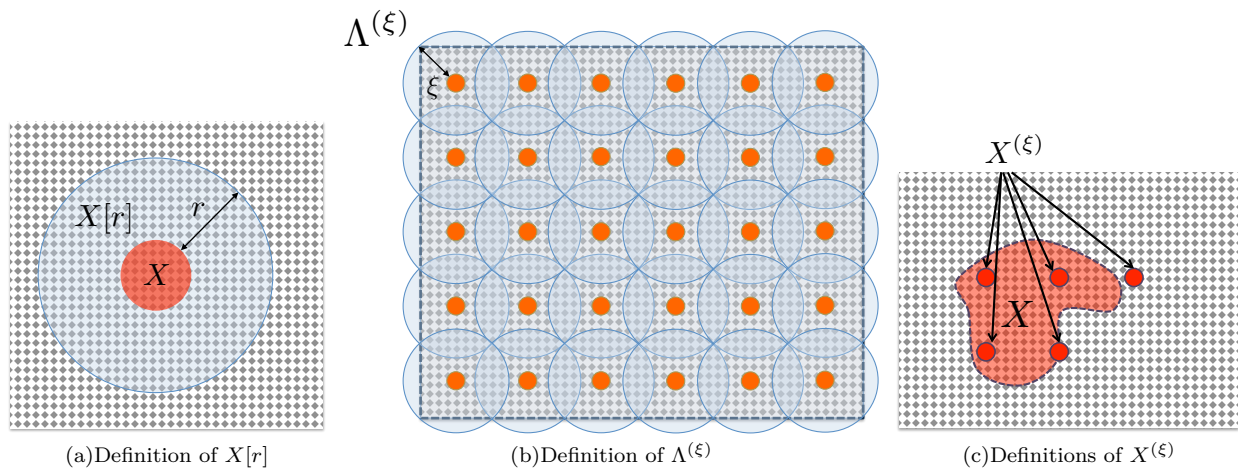 X[r]
r
X
(a)Definition of X[r]
Λ^(ξ)
ξ
(b)Definition of Λ^(ξ)
X^(ξ)
X
(c)Definitions of X^(ξ)